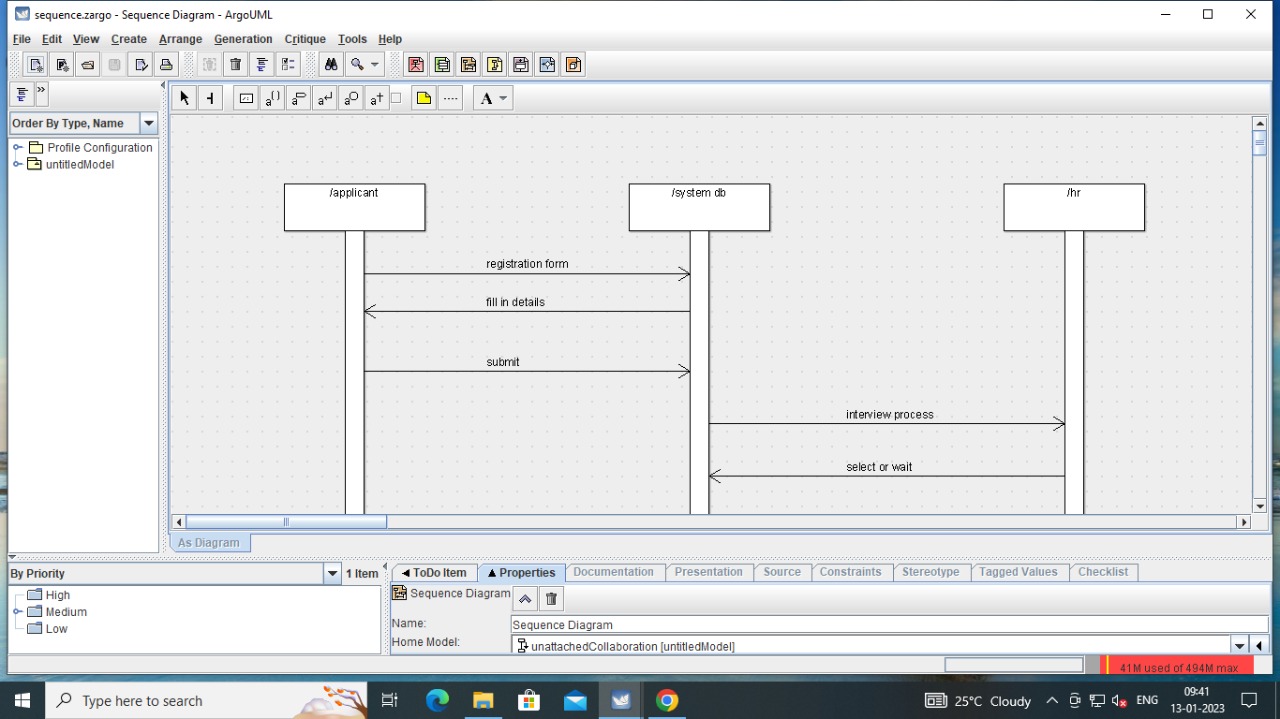 sequence.zargo - Sequence Diagram - ArgoUML
File Edit View Create Arrange Generation Critique Tools Help
Order By Type, Name
Profile Configuration
untitledModel
/applicant
/system db
/hr
registration form
fill in details
submit
interview process
select or wait
As Diagram
By Priority
1 Item
High
Medium
Low
ToDo Item Properties Documentation Presentation Source Constraints Stereotype Tagged Values Checklist
Sequence Diagram
Name: Sequence Diagram
Home Model: unattachedCollaboration [untitledModel]
41M used of 494M max
Type here to search
25°C Cloudy
ENG
09:41
13-01-2023